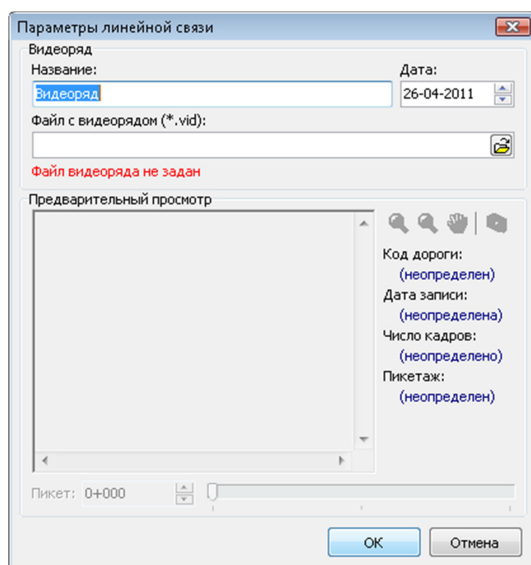 Параметры линейной связи
Видеоряд
Название:
Дата:
Видеоряд
26-04-2011
Файл с видеорядом (*.vid):
Файл видеоряда не задан
Предварительный просмотр
Код дороги:
(неопределен)
Дата записи:
(неопределена)
Число кадров:
(неопределено)
Пикетаж:
(неопределен)
Пикет: 0+000
OK
Отмена